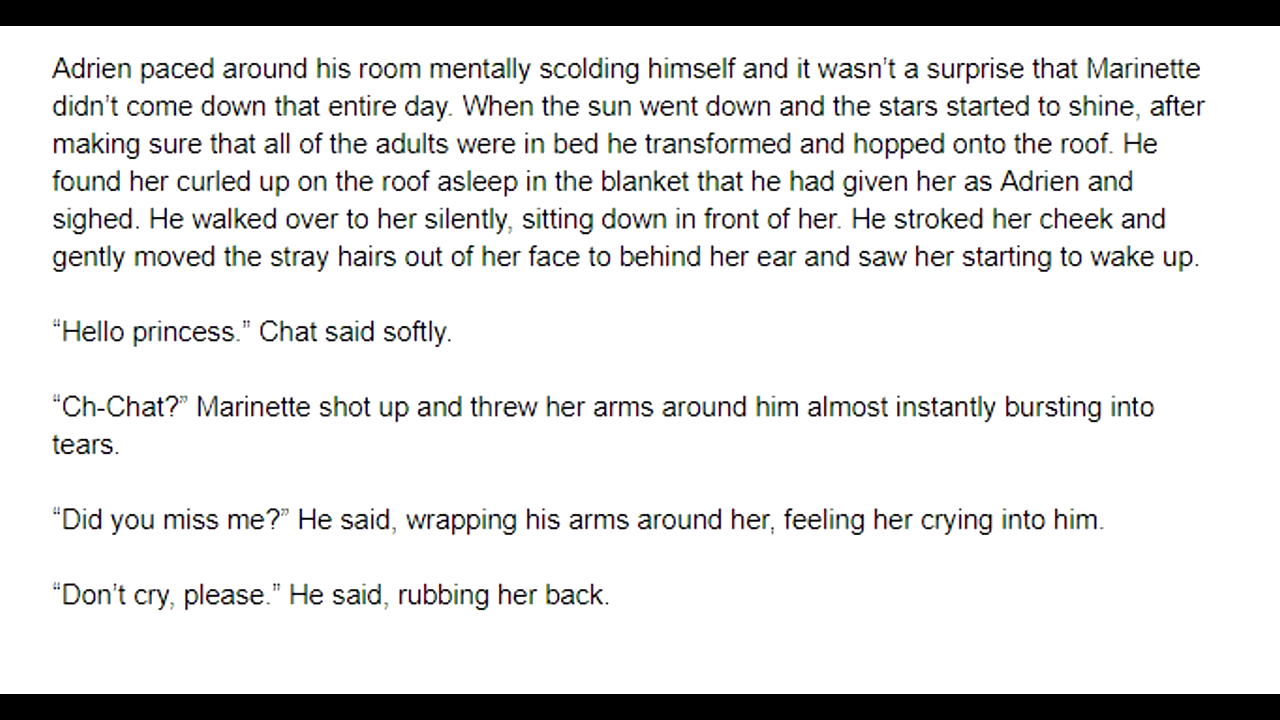 Adrien paced around his room mentally scolding himself and it wasn’t a surprise that Marinette
didn’t come down that entire day. When the sun went down and the stars started to shine, after
making sure that all of the adults were in bed he transformed and hopped onto the roof. He
found her curled up on the roof asleep in the blanket that he had given her as Adrien and
sighed. He walked over to her silently, sitting down in front of her. He stroked her cheek and
gently moved the stray hairs out of her face to behind her ear and saw her starting to wake up.
“Hello princess.” Chat said softly.
“Ch-Chat?” Marinette shot up and threw her arms around him almost instantly bursting into
tears.
“Did you miss me?” He said, wrapping his arms around her, feeling her crying into him.
“Don’t cry, please.” He said, rubbing her back.